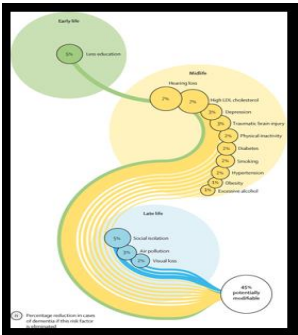 Early life
5%
Less education
Midlife
Hearing loss
7%
7%
High LDL cholesterol
3%
Depression
3%
Traumatic brain injury
2%
Physical inactivity
2%
Diabetes
2%
Smoking
2%
Hypertension
1%
Obesity
1%
Excessive alcohol
Late life
5%
Social isolation
3%
Air pollution
2%
Visual loss
45%
potentially
modifiable
Percentage reduction in cases
of dementia if this risk factor
is eliminated